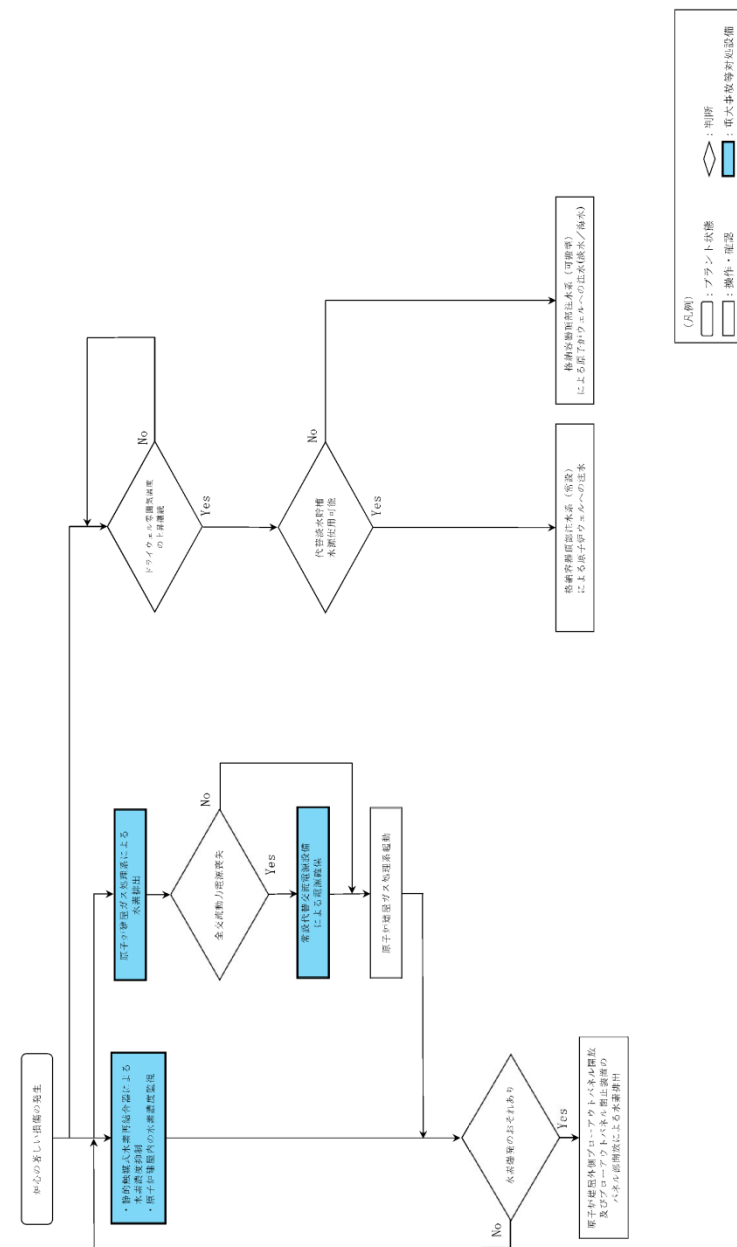 炉心の著しい損傷の発生
・静的触媒式水素再結合器による
水素濃度抑制
・原子炉建屋内の水素濃度監視
原子炉建屋ガス処理系による
水素排出
全交流動力電源喪失
No
Yes
常設代替交流電源設備
による電源確保
原子炉建屋ガス処理系起動
水素爆発のおそれあり
No
Yes
原子炉建屋外側ブローアウトパネル開放
及びブローアウトパネル閉止装置の
パネル部開放による水素排出
ドライウェル雰囲気温度
の上昇継続
No
Yes
代替淡水貯槽
水源使用可能
No
Yes
格納容器頂部注水系（常設）
による原子炉ウェルへの注水
格納容器頂部注水系（可搬型）
による原子炉ウェルへの注水(淡水／海水)
(凡例)
：プラント状態
：判断
：操作・確認
：重大事故等対処設備